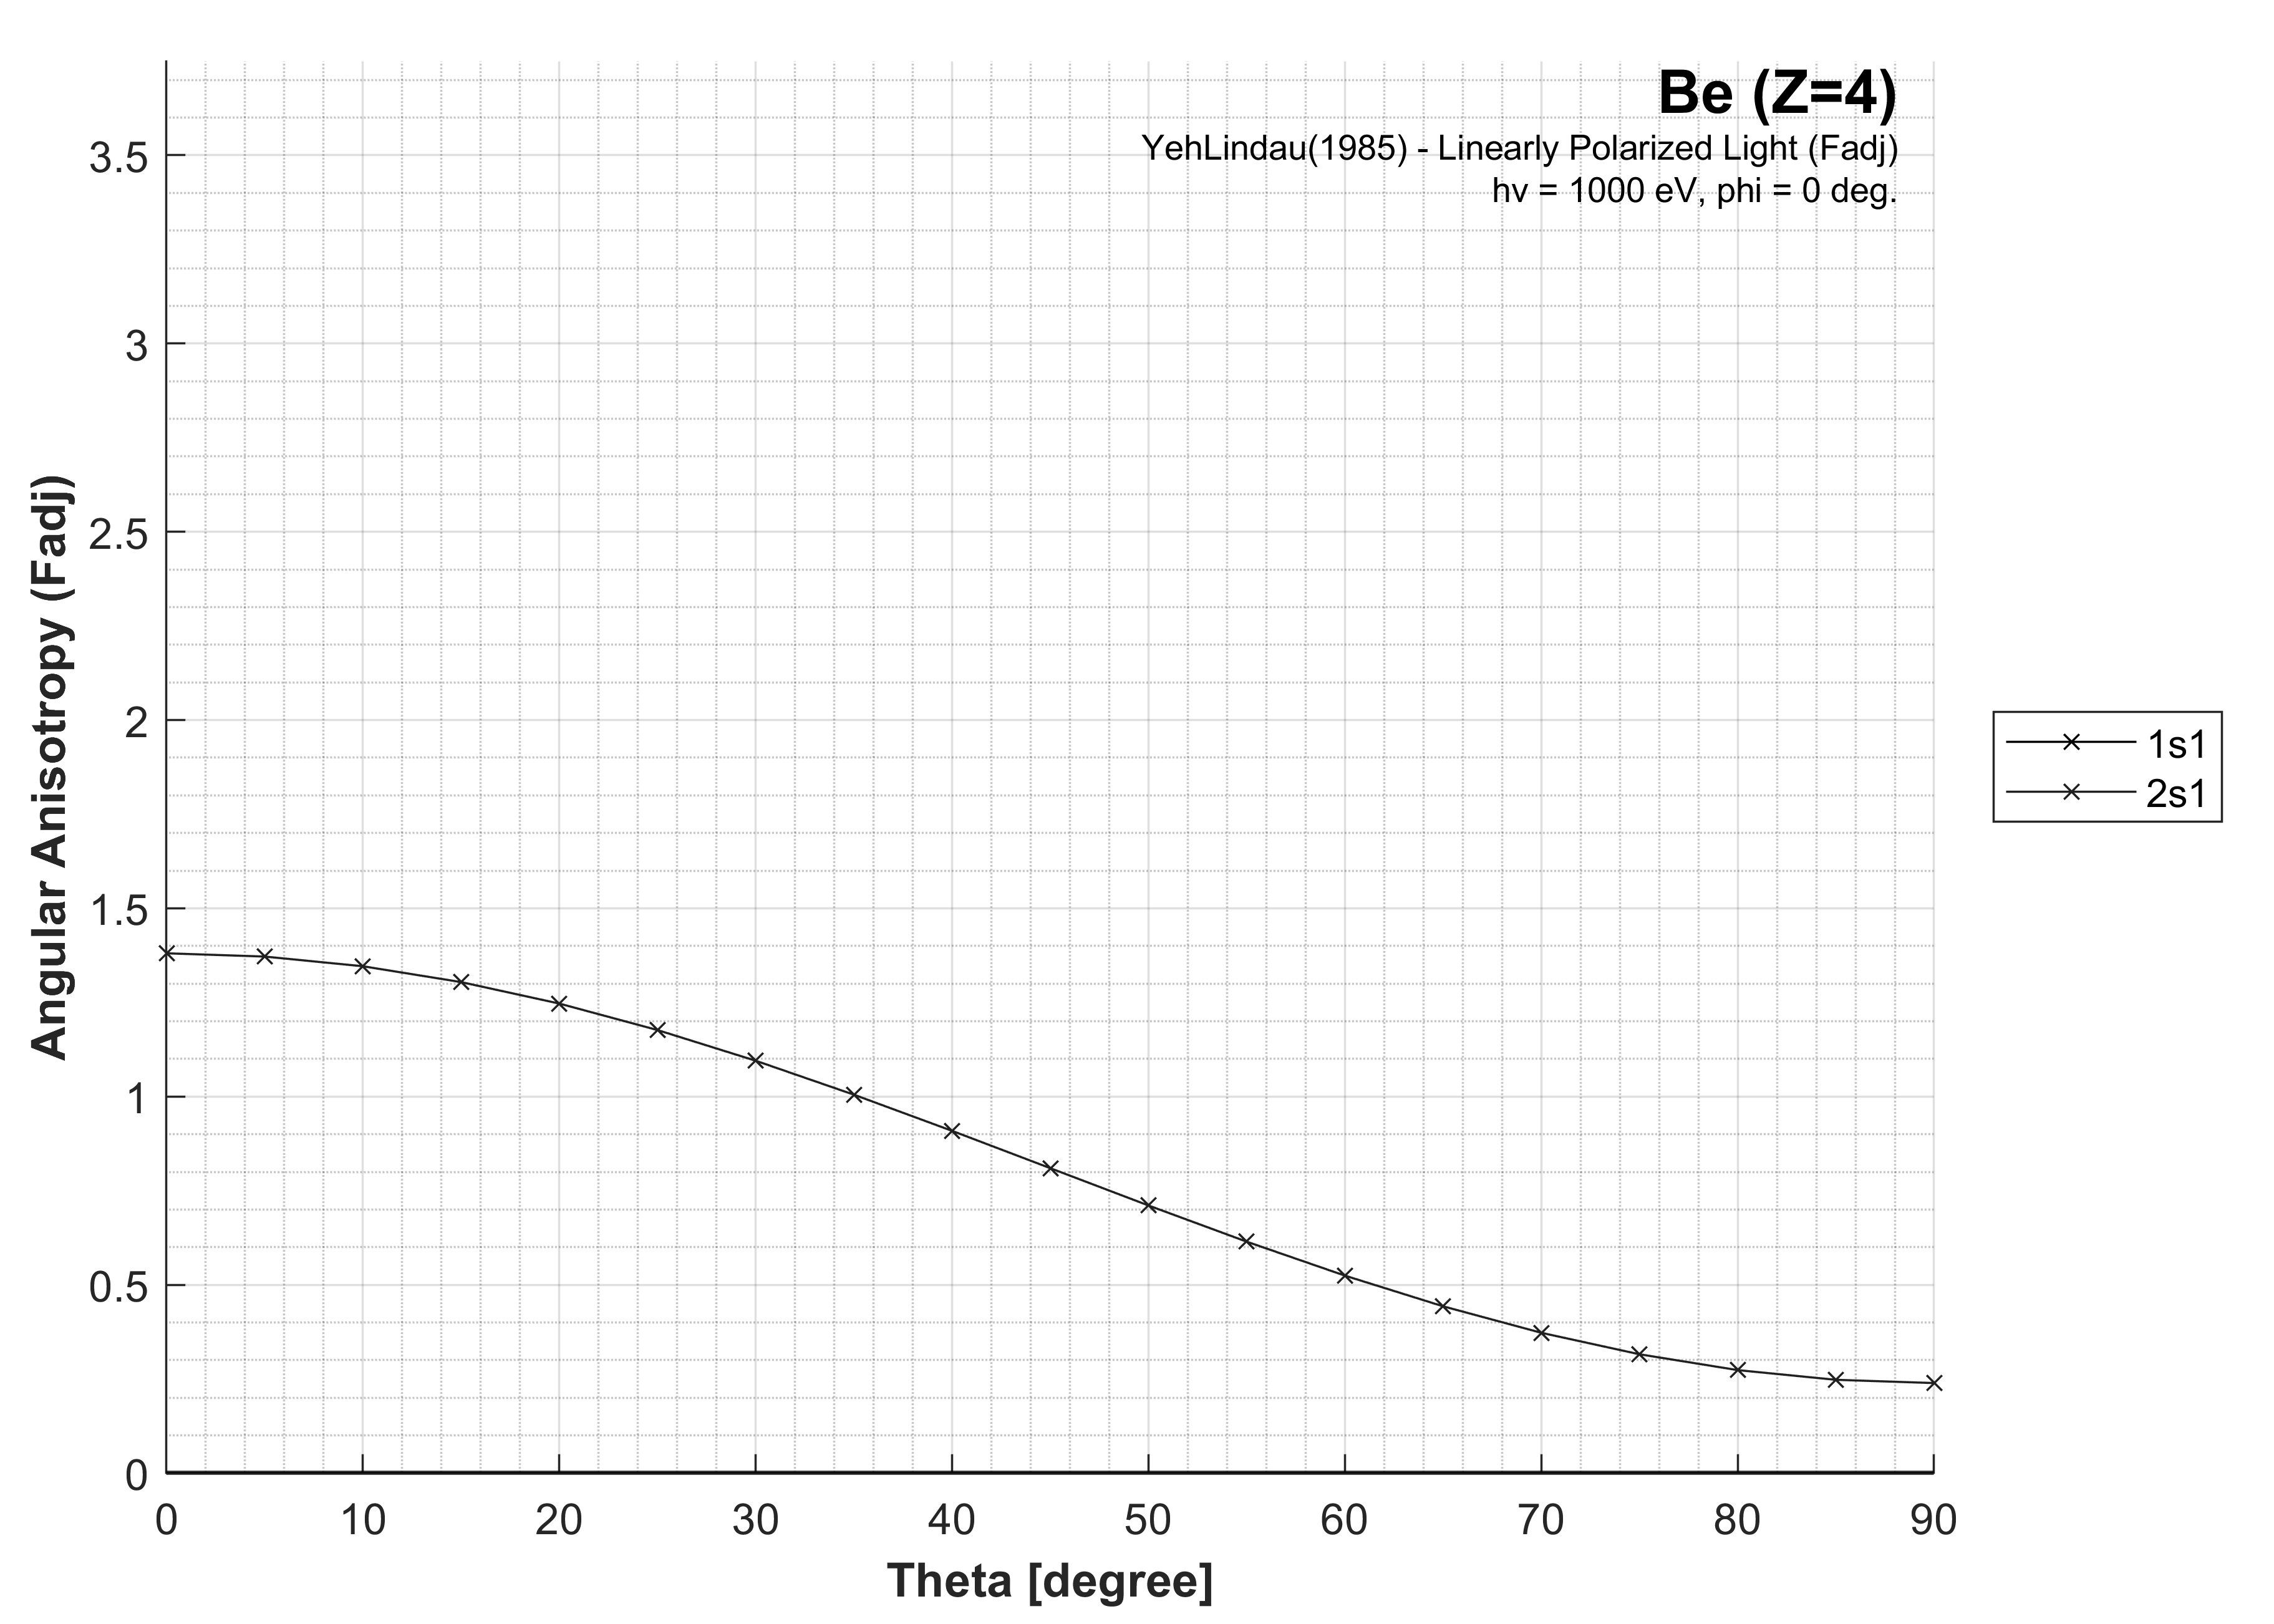 Be (Z=4)
YehLindau(1985) - Linearly Polarized Light (Fadj)
hv = 1000 eV, phi = 0 deg.
Angular Anisotropy (Fadj)
3.5
3
2.5
2
1.5
1
0.5
0
0 10 20 30 40 50 60 70 80 90
Theta [degree]
1s1
2s1